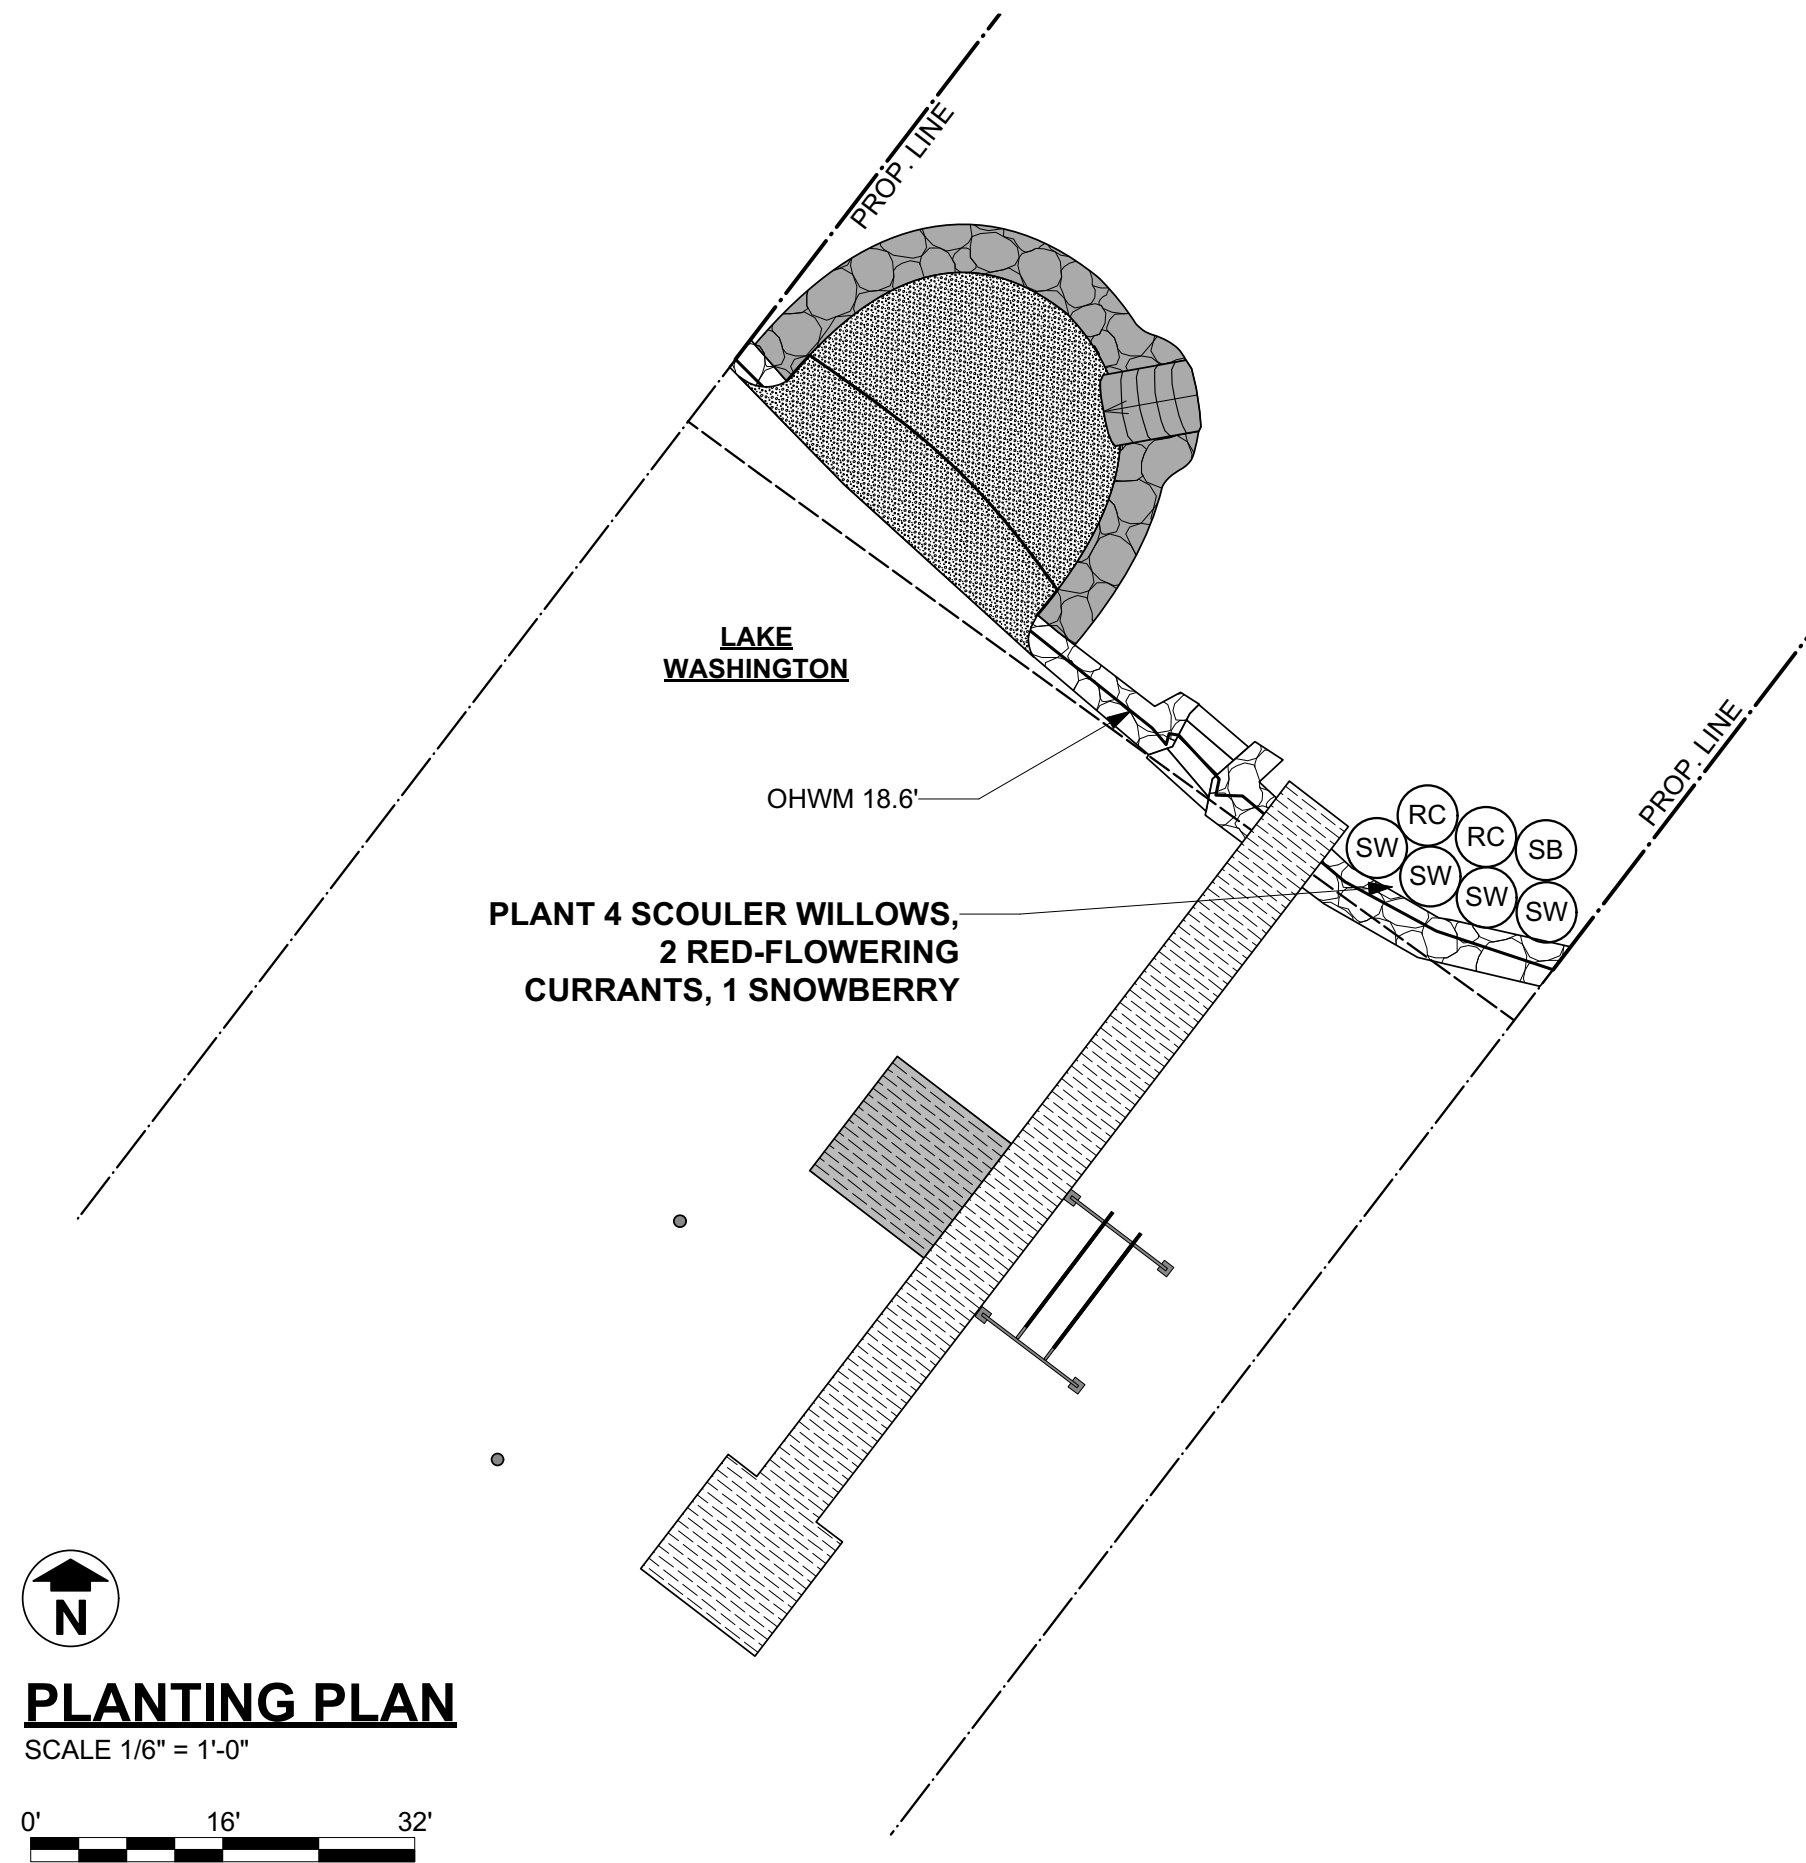 PROP. LINE
LAKE
WASHINGTON
PROP. LINE
OHWM 18.6'
RC
SW
RC
SB
SW
SW
SW
PLANT 4 SCOULER WILLOWS,
2 RED-FLOWERING
CURRANTS, 1 SNOWBERRY
N
PLANTING PLAN
SCALE 1/6" = 1'-0"
0' 16' 32'